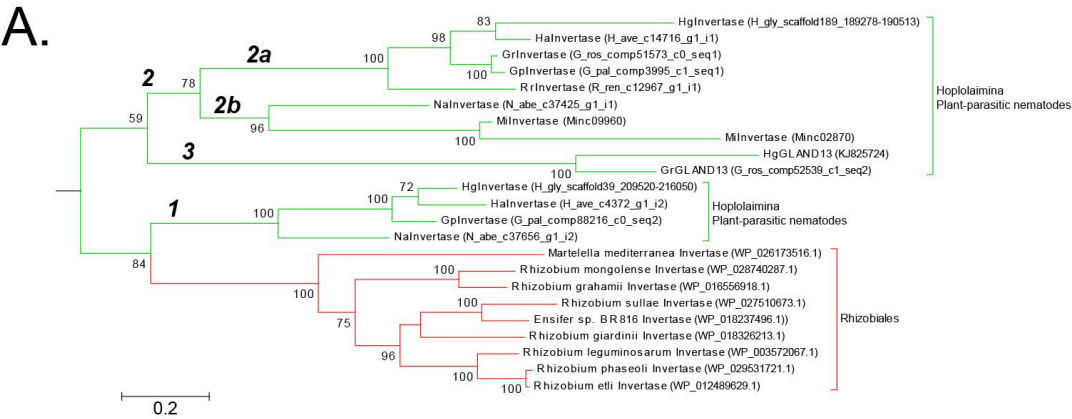 A.
83
HgInvertase (H_gly_scaffold189_189278-190513)
98
HaInvertase (H_ave_c14716_g1_i1)
2a
100
GrInvertase (G_ros_comp51573_c0_seq1)
100
GpInvertase (G_pal_comp3995_c1_seq1)
2
78
RrInvertase (R_ren_c12967_g1_i1)
Hoplolaimina
Plant-parasitic nematodes
2b
NaInvertase (N_abe_c37425_g1_i1)
59
96
MiInvertase (Minc09960)
100
MiInvertase (Minc02870)
3
HgGLAND13 (KJ825724)
100
GrGLAND13 (G_ros_comp52539_c1_seq2)
72
HgInvertase (H_gly_scaffold39_209520-216050)
1
100
100
HaInvertase (H_ave_c4372_g1_i2)
Hoplolaimina
Plant-parasitic nematodes
GpInvertase (G_pal_comp88216_c0_seq2)
NaInvertase (N_abe_c37656_g1_i2)
84
Martelella mediterranea Invertase (WP_026173516.1)
100
100
Rhizobium mongolense Invertase (WP_028740287.1)
Rhizobium grahamii Invertase (WP_016556918.1)
75
100
Rhizobium sullae Invertase (WP_027510673.1)
Rhizobiales
Ensifer sp. BR816 Invertase (WP_018237496.1))
Rhizobium giardinii Invertase (WP_018326213.1)
96
Rhizobium leguminosarum Invertase (WP_003572067.1)
100
Rhizobium phaseoli Invertase (WP_029531721.1)
100
Rhizobium etli Invertase (WP_012489629.1)
0.2